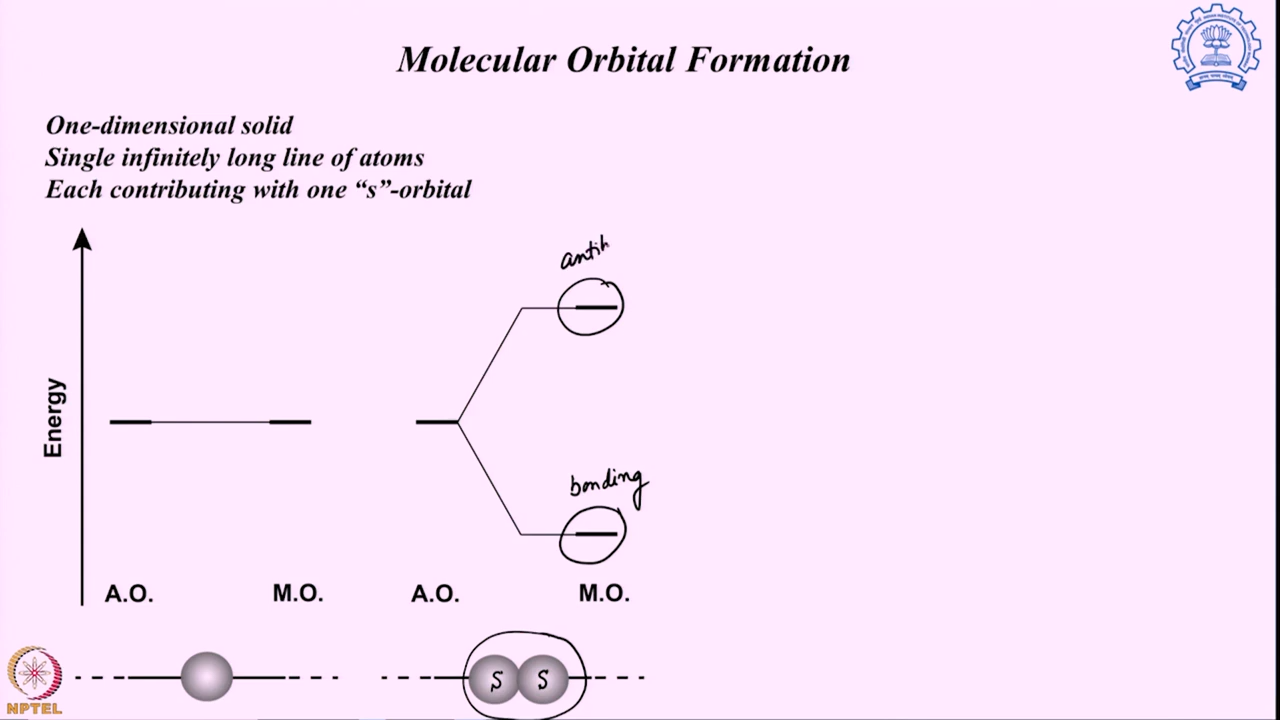 Molecular Orbital Formation
One-dimensional solid
Single infinitely long line of atoms
Each contributing with one “s”-orbital
Energy
antib
bonding
A.O.
M.O.
A.O.
M.O.
S S
NPTEL